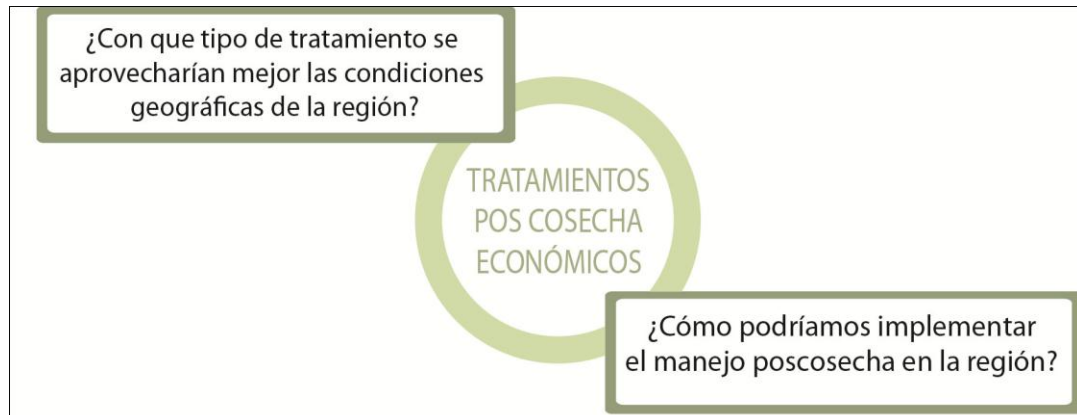 ¿Con que tipo de tratamiento se
aprovecharían mejor las condiciones
geográficas de la región?
TRATAMIENTOS
POS COSECHA
ECONÓMICOS
¿Cómo podríamos implementar
el manejo poscosecha en la región?